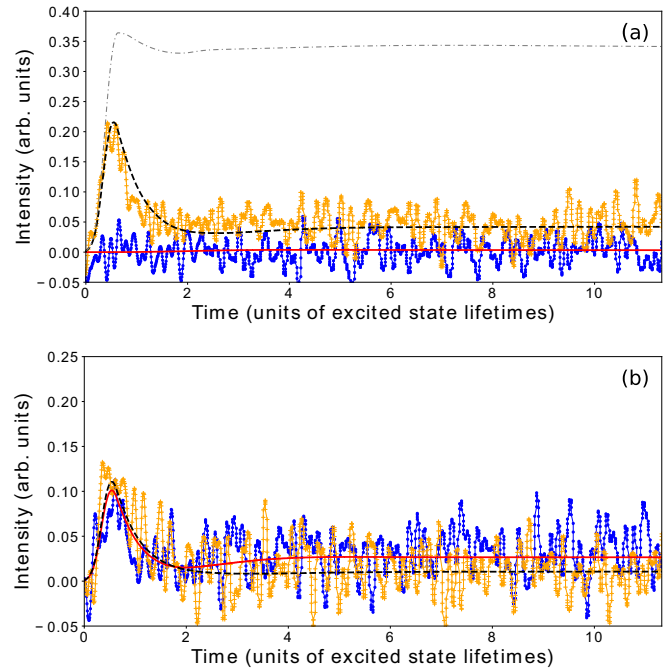 (a)
Intensity (arb. units)
0.40
0.35
0.30
0.25
0.20
0.15
0.10
0.05
0.00
−0.05
0 2 4 6 8 10
Time (units of excited state lifetimes)
(b)
Intensity (arb. units)
0.25
0.20
0.15
0.10
0.05
0.00
−0.05
0 2 4 6 8 10
Time (units of excited state lifetimes)